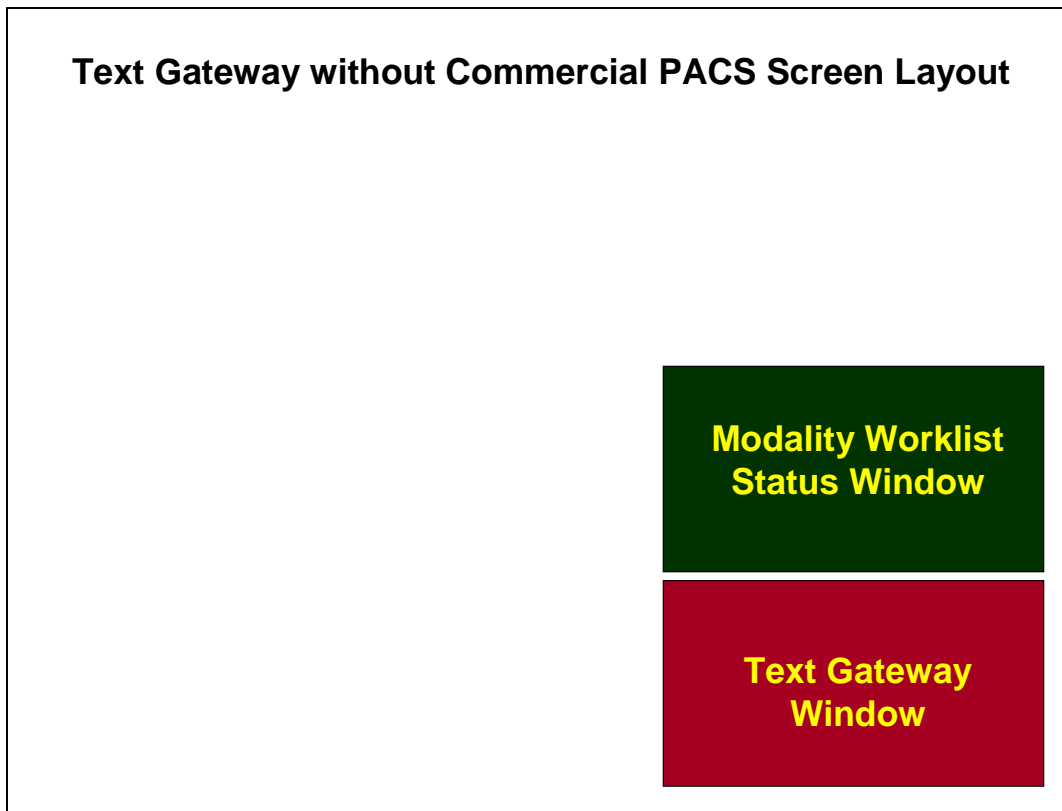 Text Gateway without Commercial PACS Screen Layout
Modality Worklist
Status Window
Text Gateway
Window